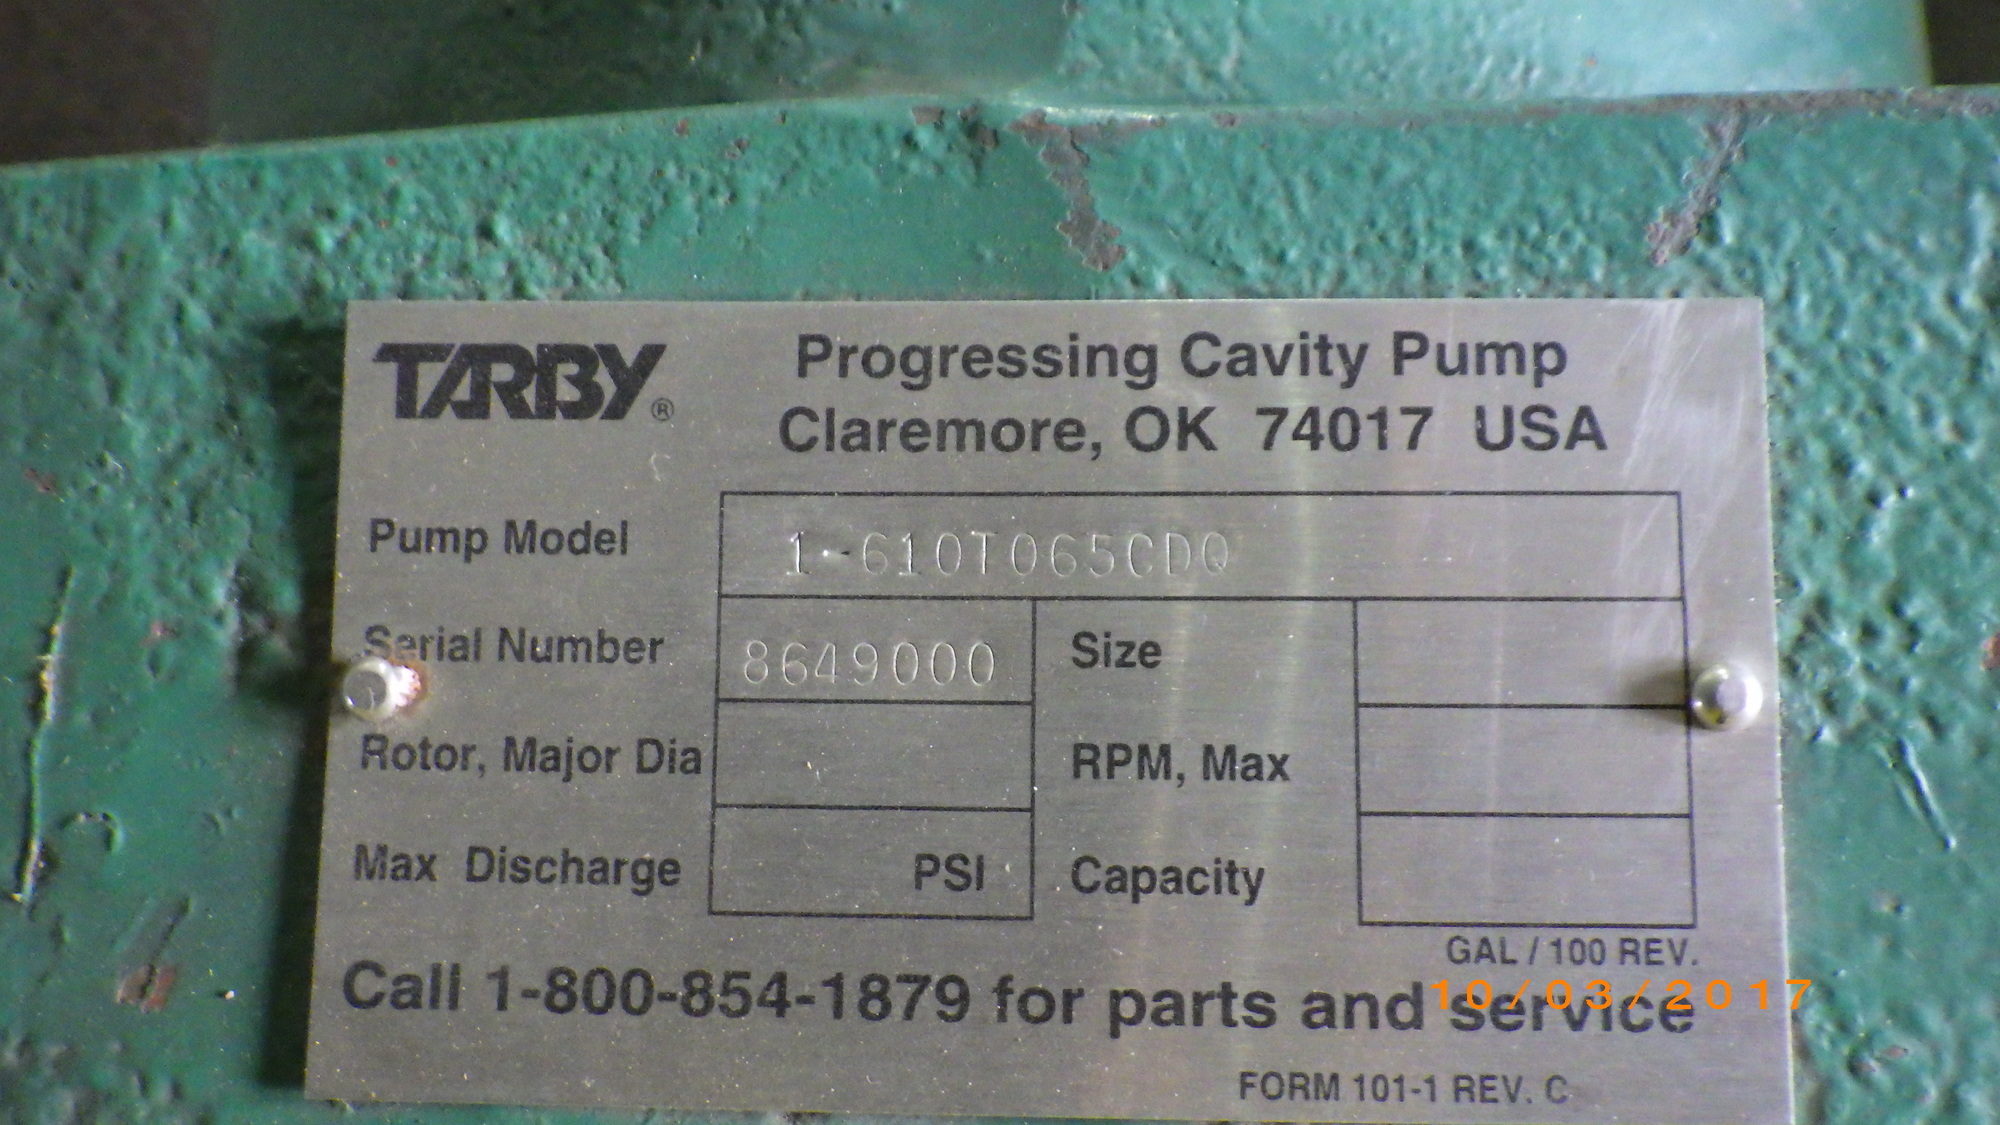 TARBY®
Progressing Cavity Pump
Claremore, OK 74017 USA
Pump Model 1-610T065CDQ
Serial Number 8649000 Size
Rotor, Major Dia RPM, Max
Max Discharge PSI Capacity
GAL / 100 REV.
Call 1-800-854-1879 for parts and service
10/03/2017
FORM 101-1 REV. C